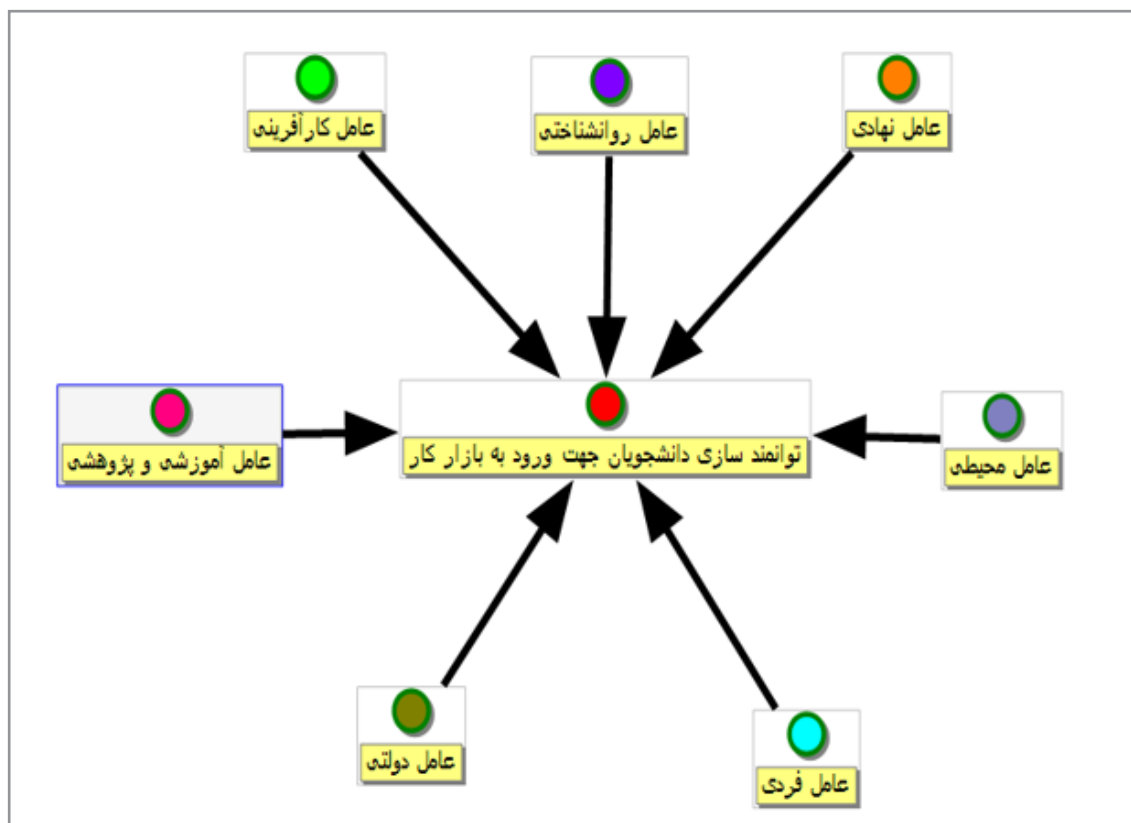 عامل نهادی
عامل روانشناختی
عامل کارآفرینی
عامل محیطی
توانمند سازی دانشجویان جهت ورود به بازار کار
عامل آموزشی و پژوهشی
عامل فردی
عامل دولتی